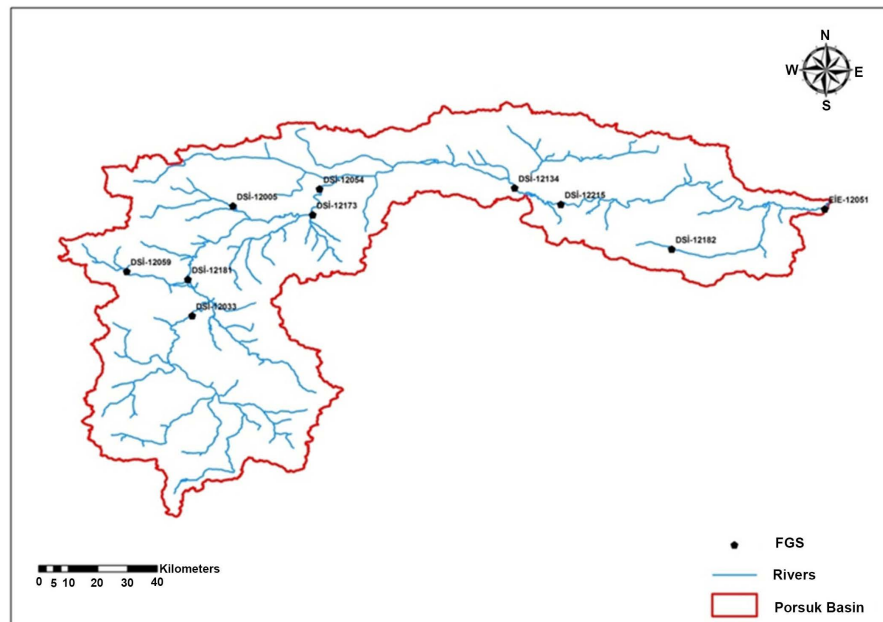 N
W E
S
DSİ-12054
DSİ-12005
DSİ-12173
DSİ-12134
DSİ-12215
EİE-12051
DSİ-12182
DSİ-12059
DSİ-12181
DSİ-12033
FGS
Rivers
Porsuk Basin
Kilometers
0 5 10 20 30 40